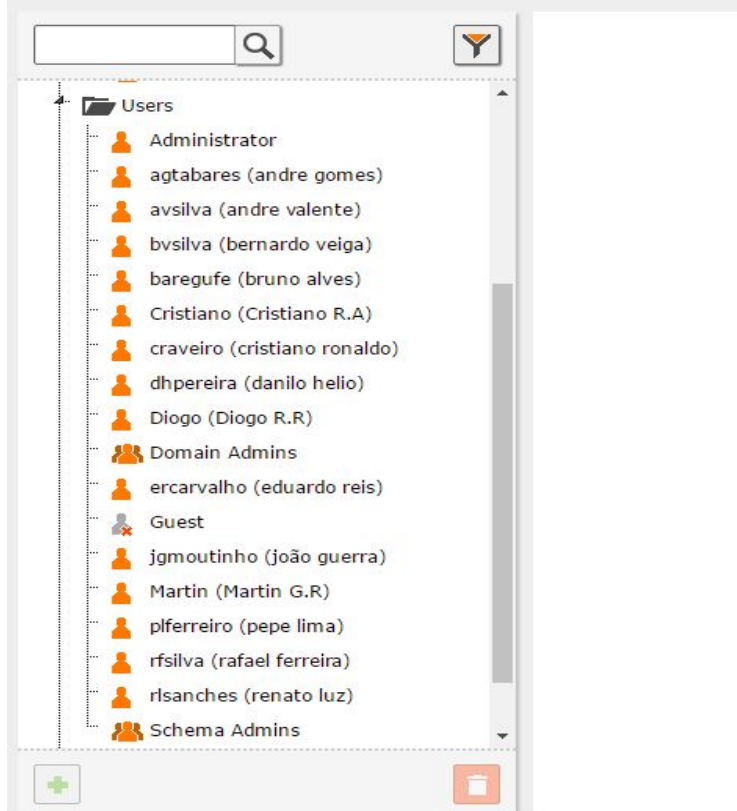 Users
Administrator
agtabares (andre gomes)
avsilva (andre valente)
bvsilva (bernardo veiga)
baregufe (bruno alves)
Cristiano (Cristiano R.A)
craveiro (cristiano ronaldo)
dhpereira (danilo helio)
Diogo (Diogo R.R)
Domain Admins
ercarvalho (eduardo reis)
Guest
jgmoutinho (joão guerra)
Martin (Martin G.R)
plferreiro (pepe lima)
rfsilva (rafael ferreira)
rlsanches (renato luz)
Schema Admins